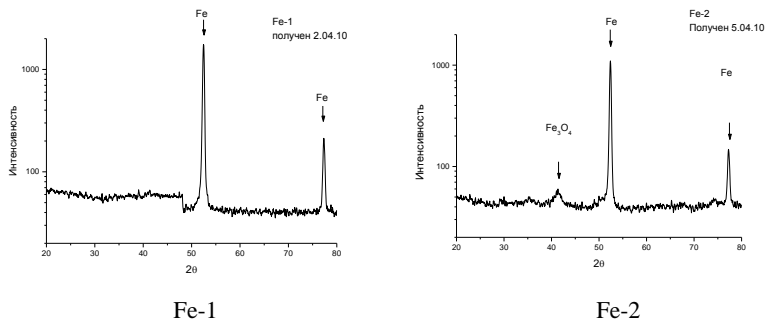 Fe-1
получен 2.04.10
Fe
Fe
1000
100
Интенсивность
20 30 40 50 60 70 80
2θ
Fe-1
Fe-2
Получен 5.04.10
Fe
Fe
Fe3O4
1000
100
Интенсивность
20 30 40 50 60 70 80
2θ
Fe-2